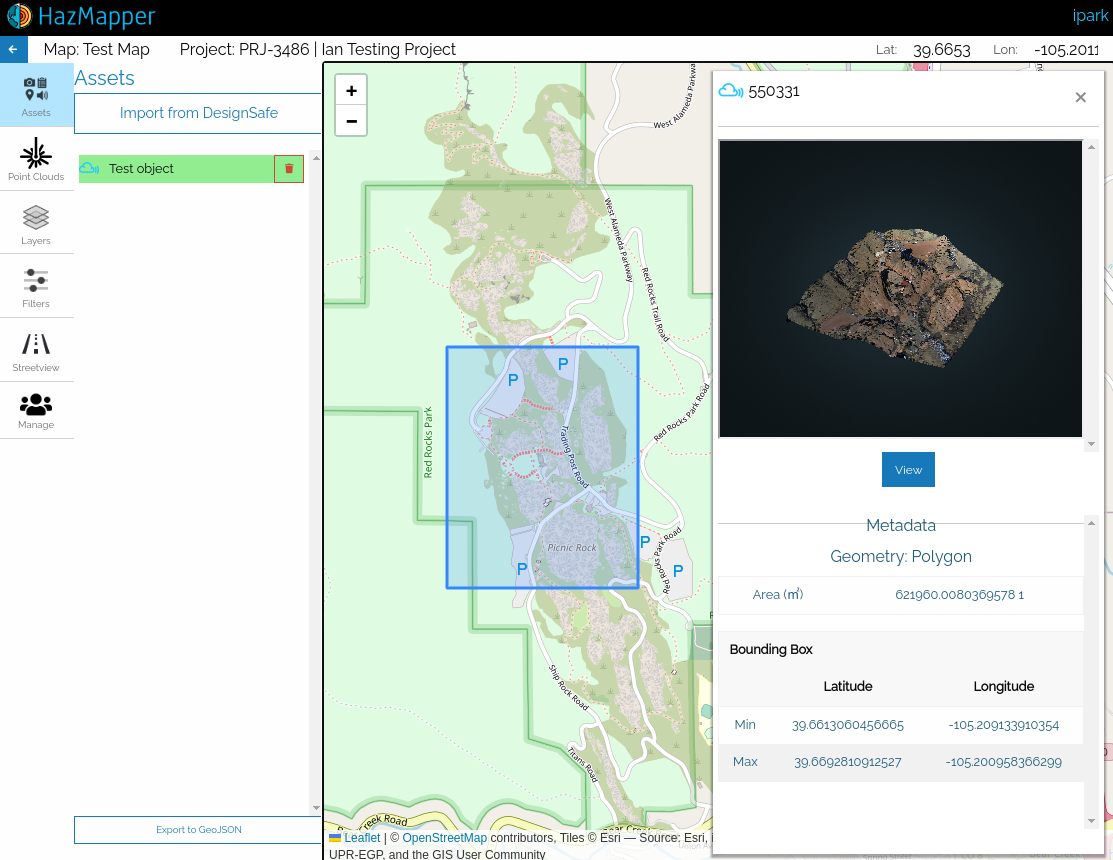 HazMapper
ipark
Map: Test Map
Project: PRJ-3486 | Ian Testing Project
Lat: 39.6653
Lon: -105.2011
Assets
Point Clouds
Layers
Filters
Streetview
Manage
Assets
Import from DesignSafe
Test object
Export to GeoJSON
+
−
West Alameda Parkway
West Alameda Parkway
Red Rocks Trail Road
Red Rocks Park Road
Red Rocks Park
Trading Post Road
P
P
P
P
P
Picnic Rock
Red Rocks Park Road
Ship Rock Road
Titans Road
Leaflet | © OpenStreetMap contributors, Tiles © Esri — Source: Esri,
UPR-EGP, and the GIS User Community
550331
×
View
Metadata
Geometry: Polygon
Area (㎡) 621960.0080369578 1
Bounding Box
Latitude Longitude
Min 39.6613060456665 -105.209133910354
Max 39.6692810912527 -105.200958366299